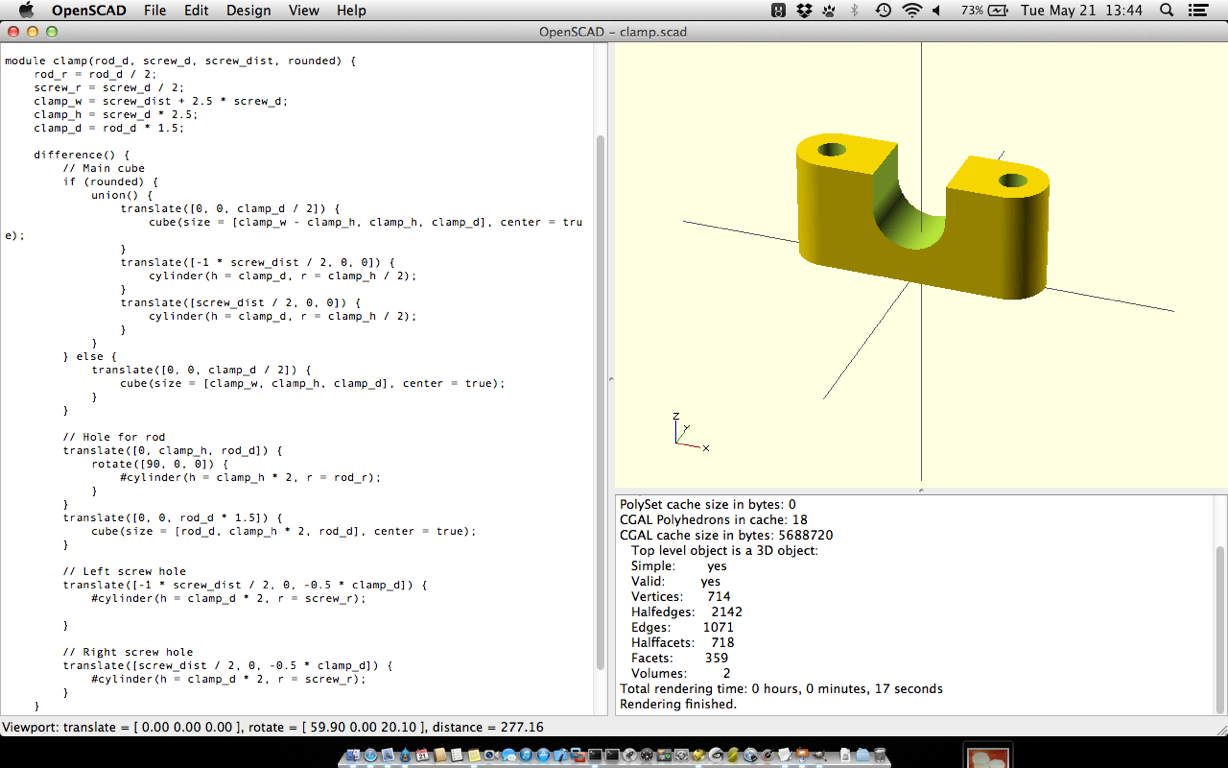 OpenSCAD File Edit Design View Help 73% Tue May 21 13:44
OpenSCAD - clamp.scad
module clamp(rod_d, screw_d, screw_dist, rounded) {
rod_r = rod_d / 2;
screw_r = screw_d / 2;
clamp_w = screw_dist + 2.5 * screw_d;
clamp_h = screw_d * 2.5;
clamp_d = rod_d * 1.5;
difference() {
// Main cube
if (rounded) {
union() {
translate([0, 0, clamp_d / 2]) {
cube(size = [clamp_w - clamp_h, clamp_h, clamp_d], center = tru
e);
}
translate([-1 * screw_dist / 2, 0, 0]) {
cylinder(h = clamp_d, r = clamp_h / 2);
}
translate([screw_dist / 2, 0, 0]) {
cylinder(h = clamp_d, r = clamp_h / 2);
}
}
} else {
translate([0, 0, clamp_d / 2]) {
cube(size = [clamp_w, clamp_h, clamp_d], center = true);
}
}
// Hole for rod
translate([0, clamp_h, rod_d]) {
rotate([90, 0, 0]) {
#cylinder(h = clamp_h * 2, r = rod_r);
}
}
translate([0, 0, rod_d * 1.5]) {
cube(size = [rod_d, clamp_h * 2, rod_d], center = true);
}
// Left screw hole
translate([-1 * screw_dist / 2, 0, -0.5 * clamp_d]) {
#cylinder(h = clamp_d * 2, r = screw_r);
}
// Right screw hole
translate([screw_dist / 2, 0, -0.5 * clamp_d]) {
#cylinder(h = clamp_d * 2, r = screw_r);
}
}
Z
Y
X
PolySet cache size in bytes: 0
CGAL Polyhedrons in cache: 18
CGAL cache size in bytes: 5688720
Top level object is a 3D object:
Simple: yes
Valid: yes
Vertices: 714
Halfedges: 2142
Edges: 1071
Halffacets: 718
Facets: 359
Volumes: 2
Total rendering time: 0 hours, 0 minutes, 17 seconds
Rendering finished.
Viewport: translate = [ 0.00 0.00 0.00 ], rotate = [ 59.90 0.00 20.10 ], distance = 277.16